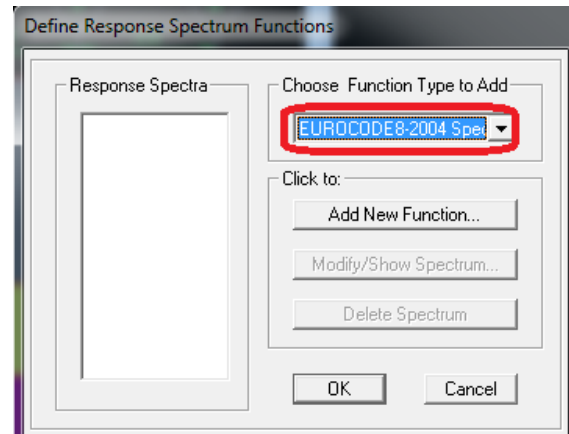 Define Response Spectrum Functions
Response Spectra
Choose Function Type to Add
EUROCODE8-2004 Spec
Click to:
Add New Function...
Modify/Show Spectrum...
Delete Spectrum
OK
Cancel